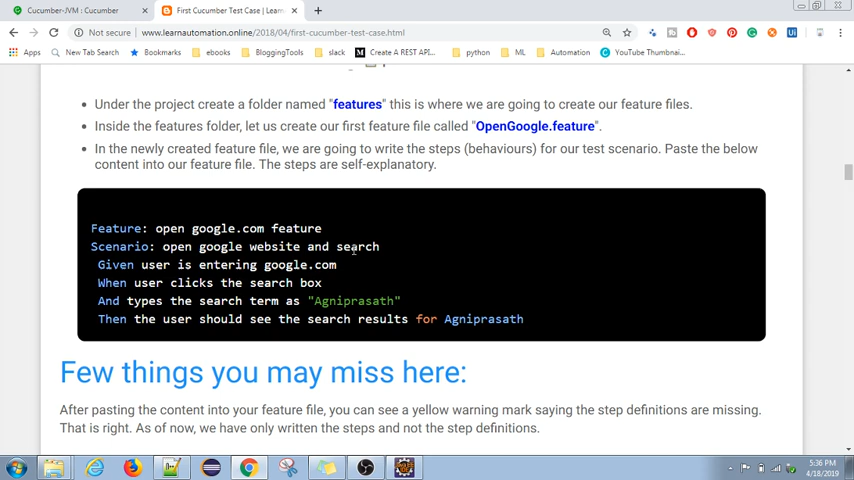 Cucumber-JVM : Cucumber
First Cucumber Test Case | Learn
Not secure
www.learnautomation.online/2018/04/first-cucumber-test-case.html
Apps
New Tab Search
Bookmarks
ebooks
BloggingTools
slack
Create A REST API...
python
ML
Automation
YouTube Thumbnai...
Under the project create a folder named "features" this is where we are going to create our feature files.
Inside the features folder, let us create our first feature file called "OpenGoogle.feature".
In the newly created feature file, we are going to write the steps (behaviours) for our test scenario. Paste the below
content into our feature file. The steps are self-explanatory.
Feature: open google.com feature
Scenario: open google website and search
Given user is entering google.com
When user clicks the search box
And types the search term as "Agniprasath"
Then the user should see the search results for Agniprasath
Few things you may miss here:
After pasting the content into your feature file, you can see a yellow warning mark saying the step definitions are missing.
That is right. As of now, we have only written the steps and not the step definitions.
5:36 PM
4/18/2019